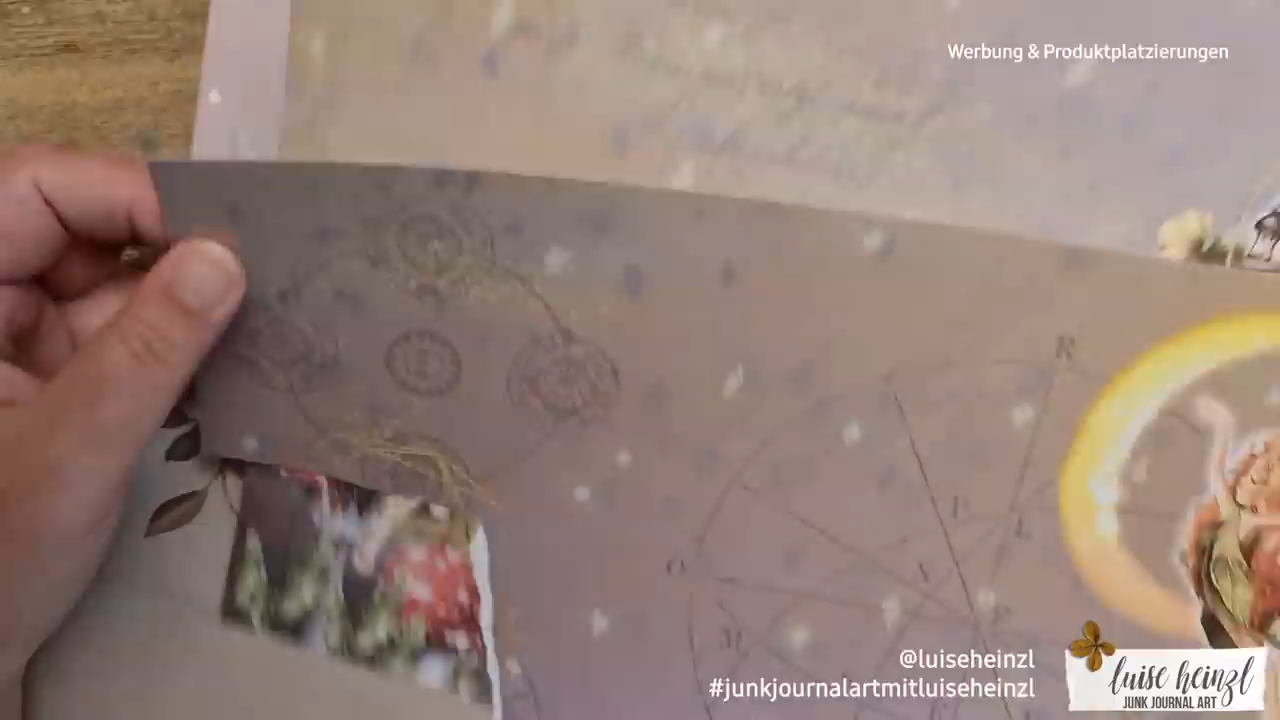 Werbung & Produktplatzierungen
@luiseheinzl
#junkjournalartmitluiseheinzl
luise heinzl
JUNK JOURNAL ART